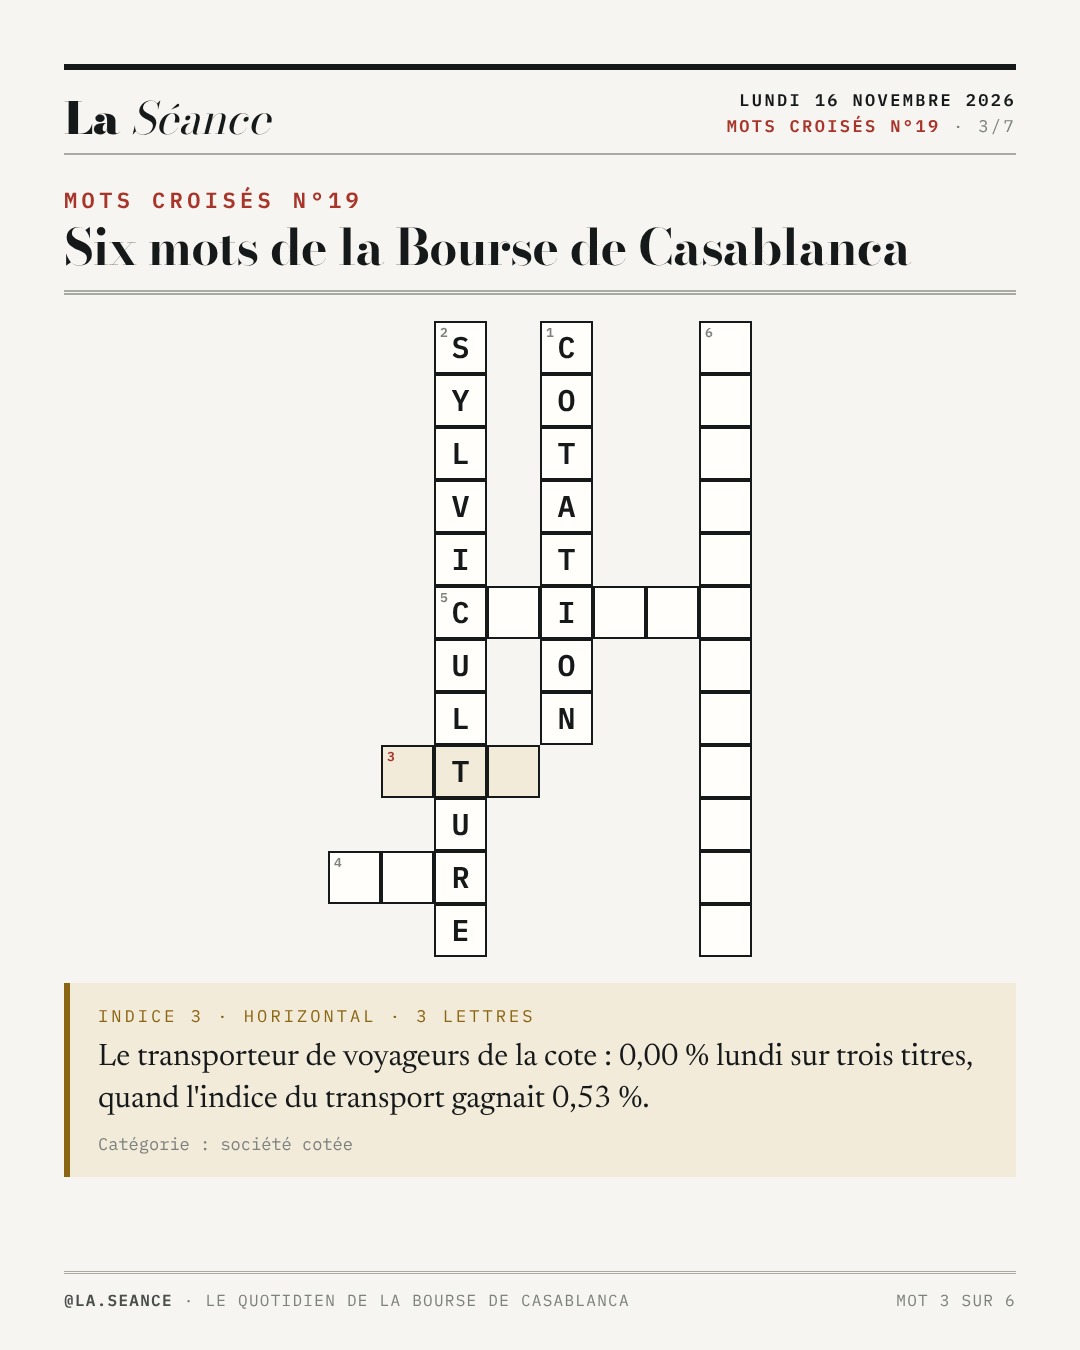 La Séance
LUNDI 16 NOVEMBRE 2026
MOTS CROISÉS N°19 · 3/7
MOTS CROISÉS N°19
Six mots de la Bourse de Casablanca
2 S 1 C 6
Y O
L T
V A
I T
5 C I
U O
L N
3 T
U
4 R
E
INDICE 3 · HORIZONTAL · 3 LETTRES
Le transporteur de voyageurs de la cote : 0,00 % lundi sur trois titres,
quand l'indice du transport gagnait 0,53 %.
Catégorie : société cotée
@LA.SEANCE · LE QUOTIDIEN DE LA BOURSE DE CASABLANCA
MOT 3 SUR 6